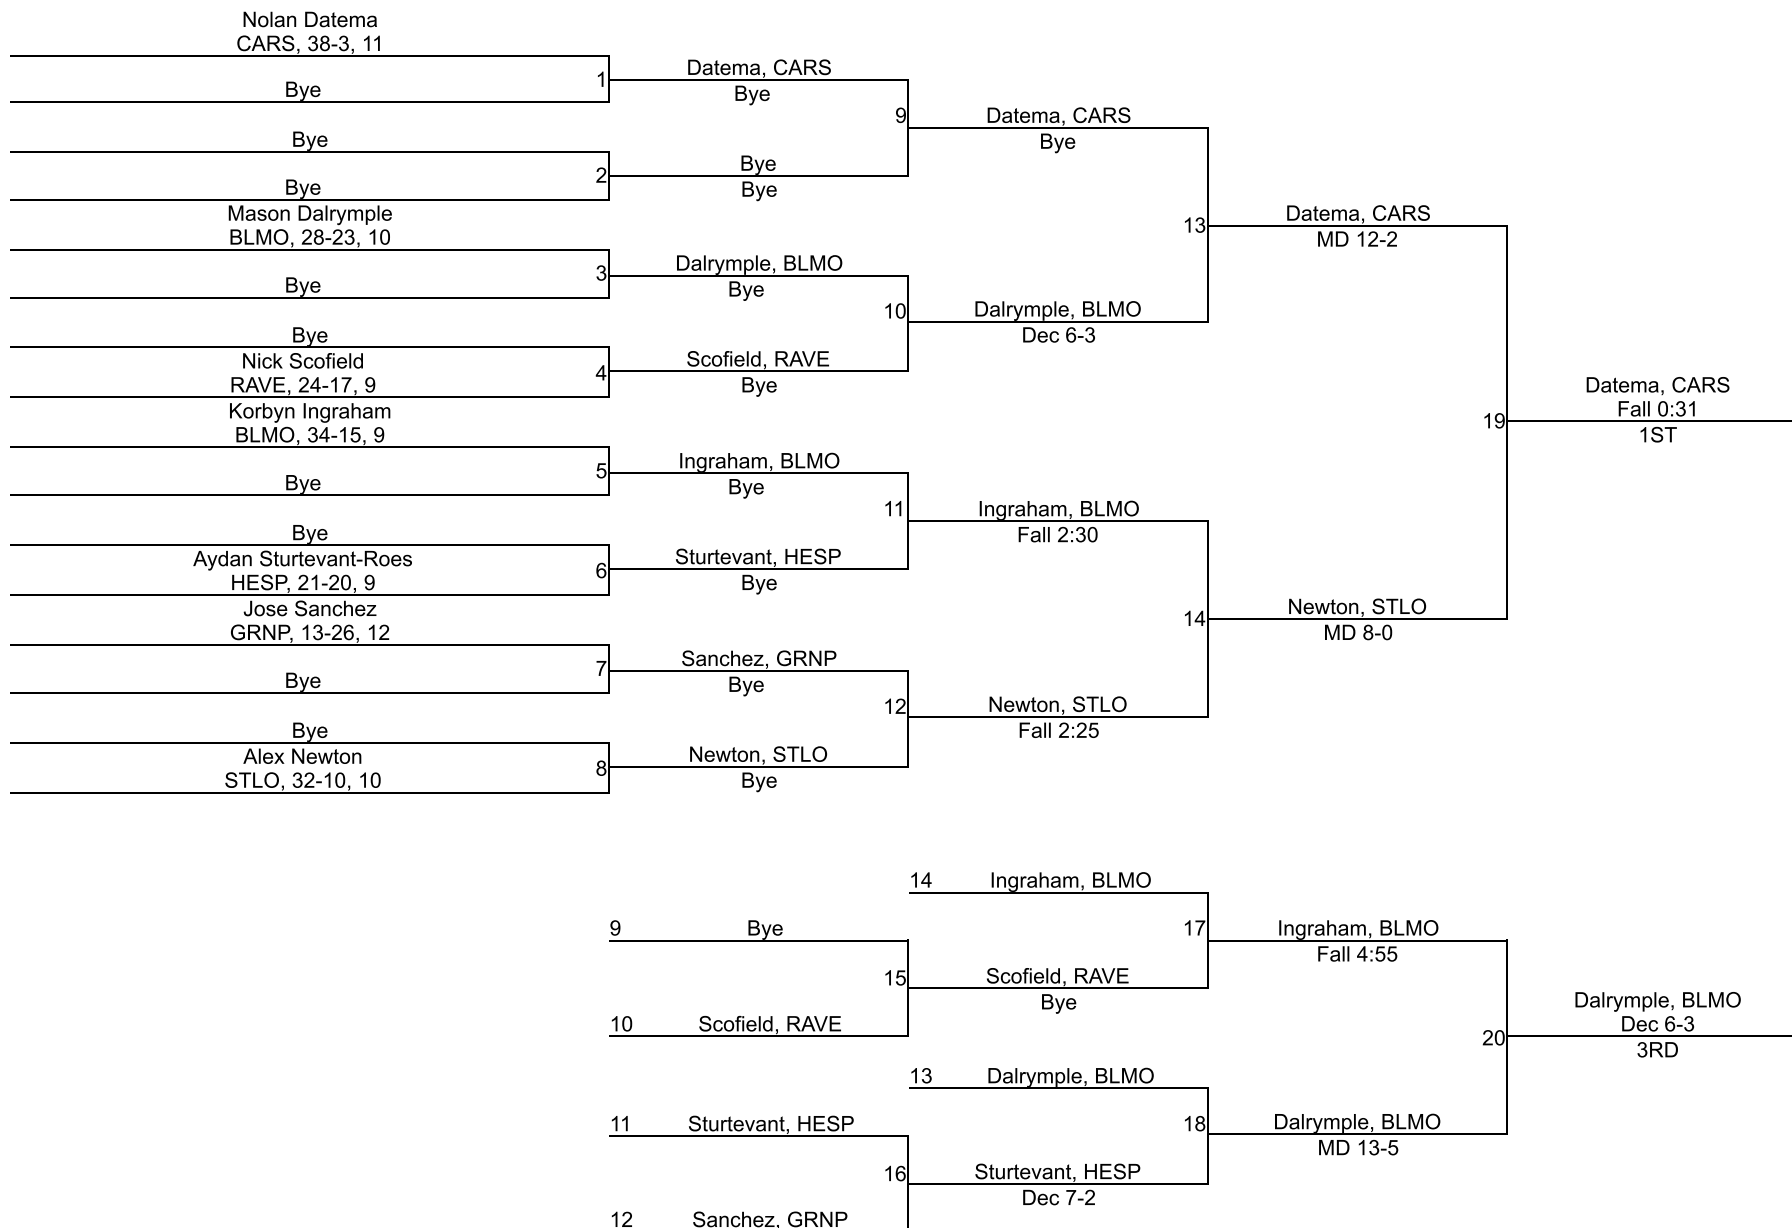 Nolan Datema
CARS, 38-3, 11
Bye
1
Bye
Bye
2
Mason Dalrymple
BLMO, 28-23, 10
Bye
3
Bye
Nick Scofield
RAVE, 24-17, 9
4
Korbyn Ingraham
BLMO, 34-15, 9
Bye
5
Bye
Aydan Sturtevant-Roes
HESP, 21-20, 9
6
Jose Sanchez
GRNP, 13-26, 12
Bye
7
Bye
Alex Newton
STLO, 32-10, 10
8
Datema, CARS
Bye
9
Bye
Bye
Dalrymple, BLMO
Bye
10
Scofield, RAVE
Bye
Ingraham, BLMO
Bye
11
Sturtevant, HESP
Bye
Sanchez, GRNP
Bye
12
Newton, STLO
Bye
Datema, CARS
Bye
13
Dalrymple, BLMO
Dec 6-3
Ingraham, BLMO
Fall 2:30
14
Newton, STLO
Fall 2:25
Datema, CARS
MD 12-2
19
Newton, STLO
MD 8-0
Datema, CARS
Fall 0:31
1ST
14 Ingraham, BLMO
9 Bye
17
15
Scofield, RAVE
Bye
10 Scofield, RAVE
Ingraham, BLMO
Fall 4:55
13 Dalrymple, BLMO
11 Sturtevant, HESP
18
16
Sturtevant, HESP
Dec 7-2
12 Sanchez, GRNP
Dalrymple, BLMO
MD 13-5
20
Dalrymple, BLMO
Dec 6-3
3RD